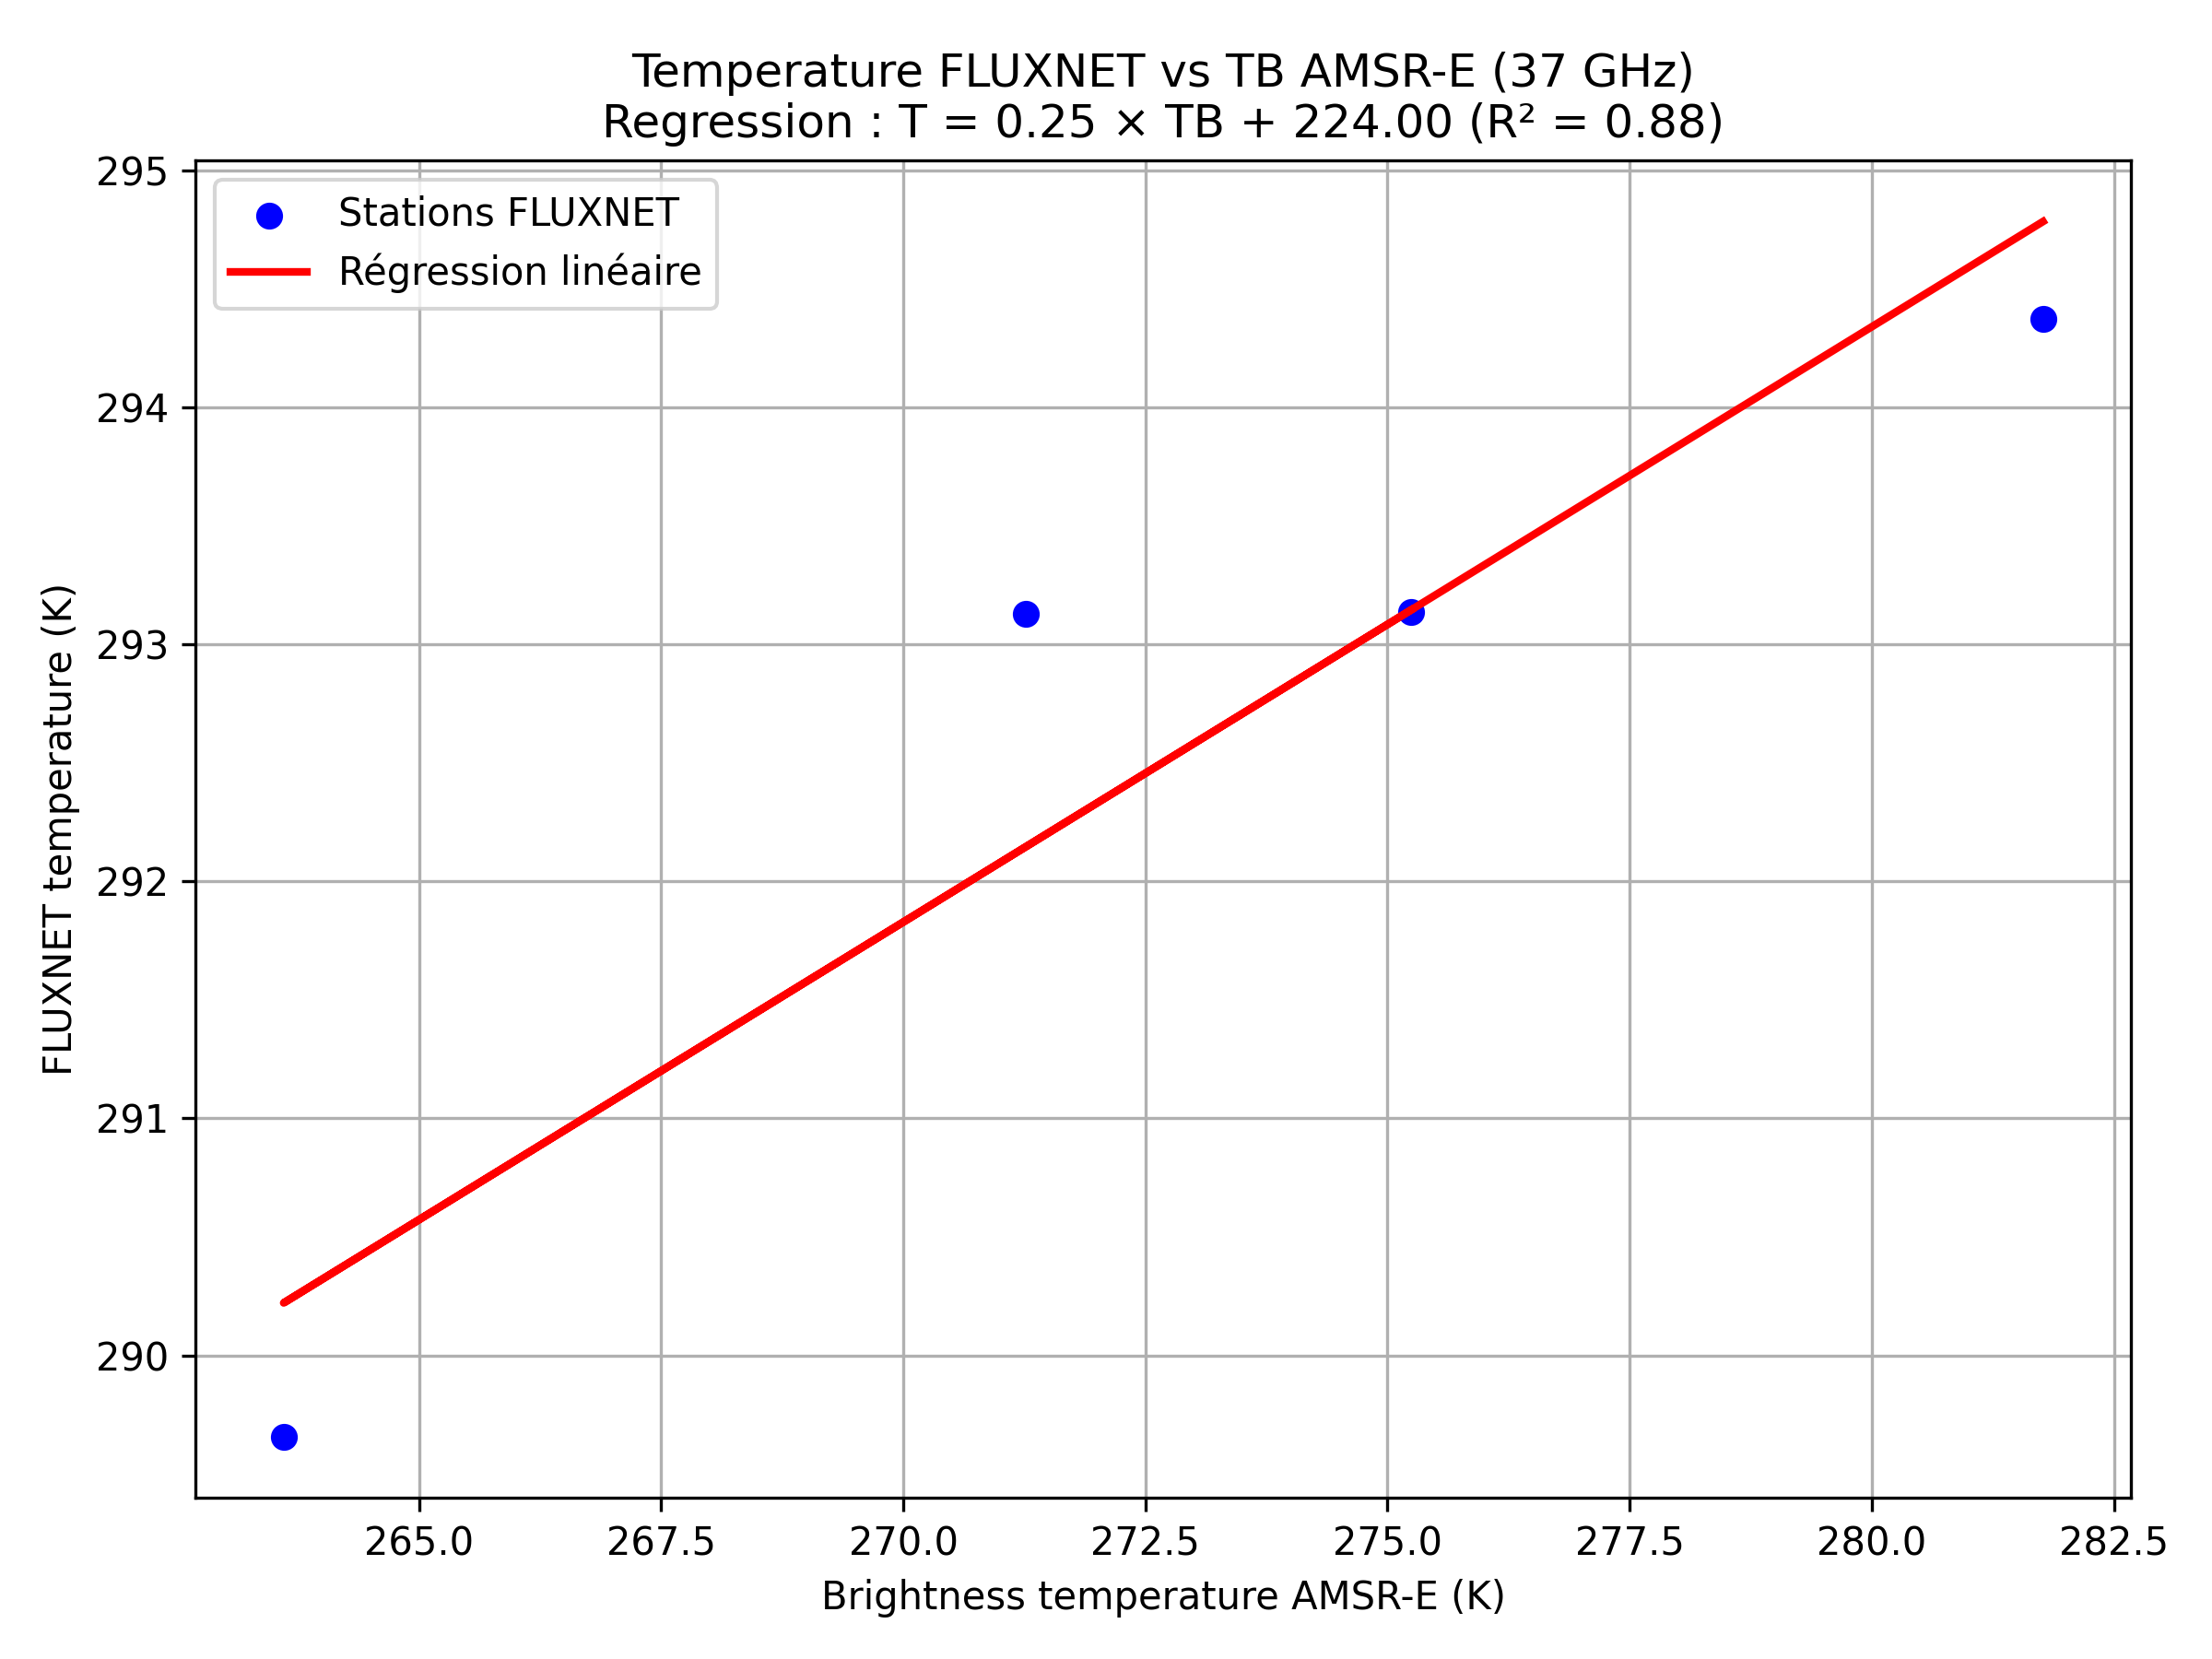 Temperature FLUXNET vs TB AMSR-E (37 GHz)
Regression : T = 0.25 × TB + 224.00 (R² = 0.88)
Stations FLUXNET
Régression linéaire
295
294
293
292
291
290
FLUXNET temperature (K)
265.0 267.5 270.0 272.5 275.0 277.5 280.0 282.5
Brightness temperature AMSR-E (K)